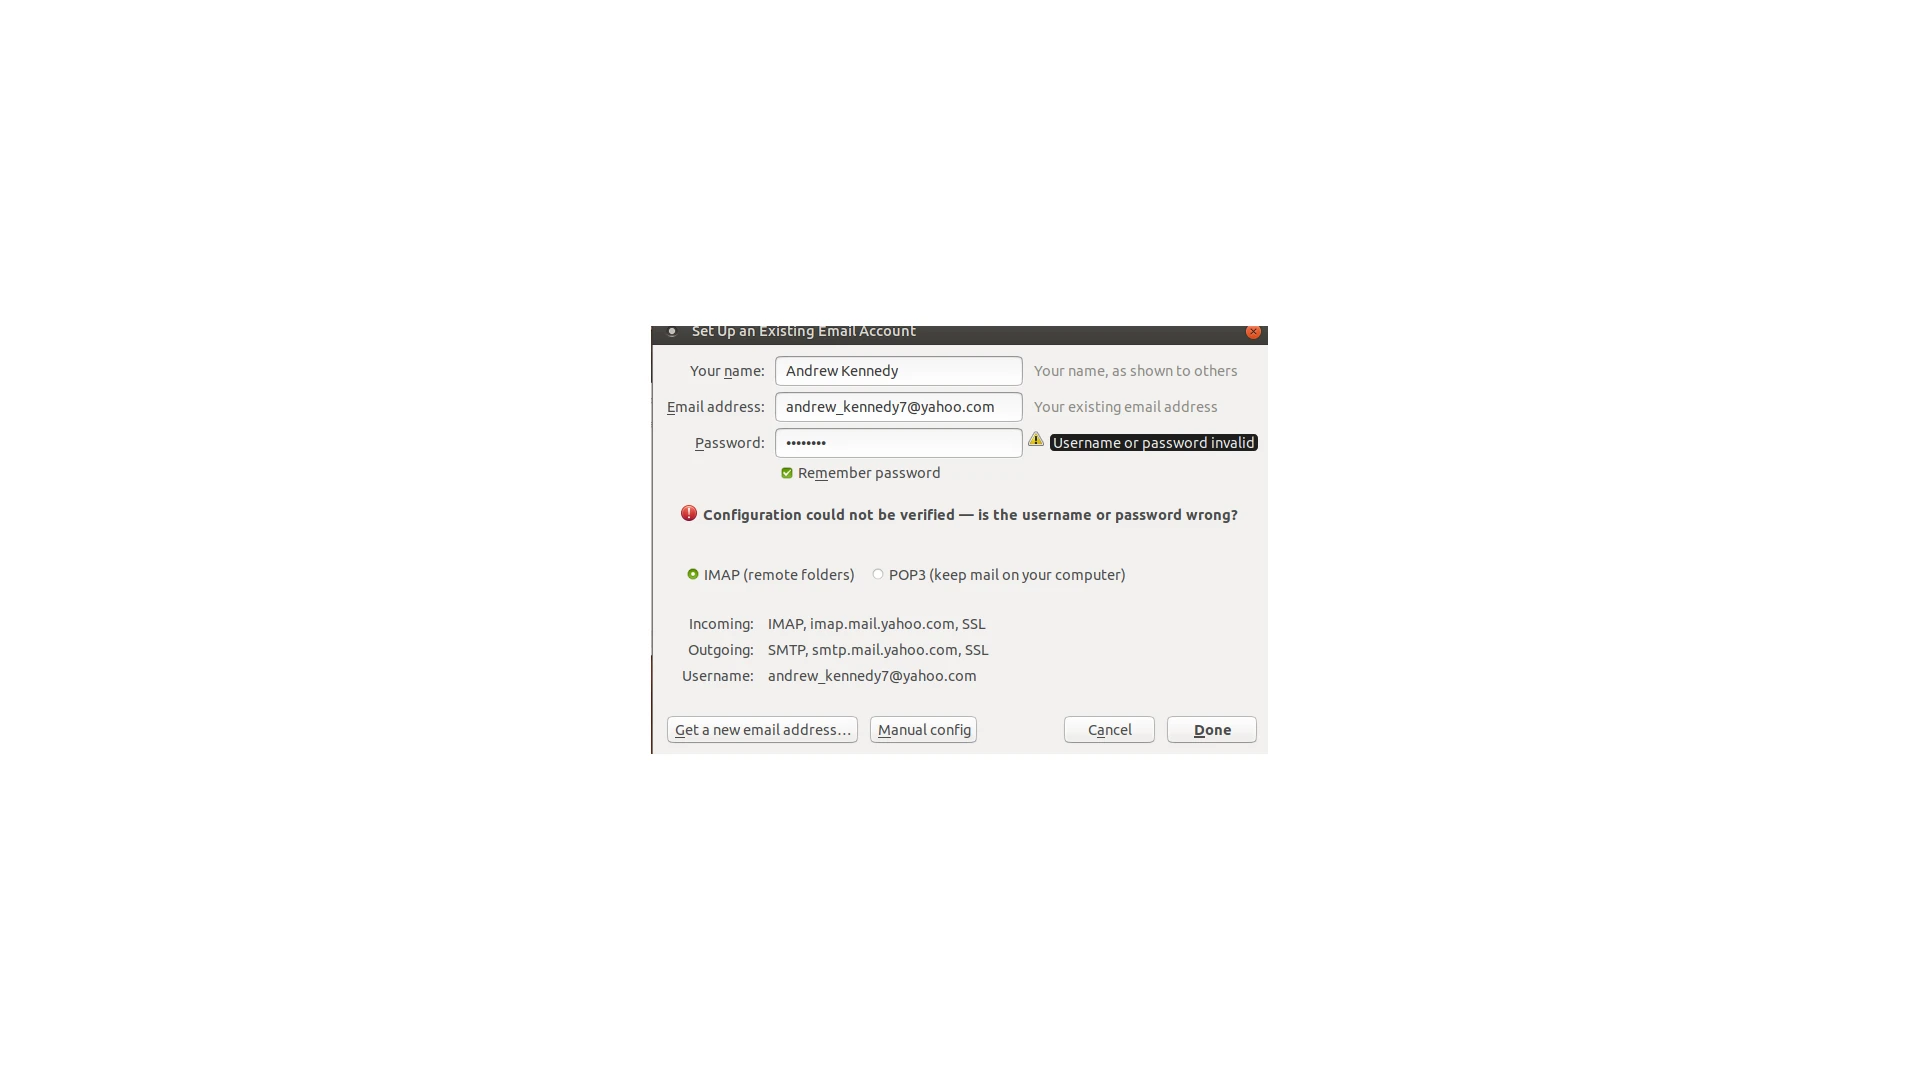 Set Up an Existing Email Account
Your name: Andrew Kennedy Your name, as shown to others
Email address: andrew_kennedy7@yahoo.com Your existing email address
Password: •••••••• Username or password invalid
Remember password
Configuration could not be verified — is the username or password wrong?
IMAP (remote folders) POP3 (keep mail on your computer)
Incoming: IMAP, imap.mail.yahoo.com, SSL
Outgoing: SMTP, smtp.mail.yahoo.com, SSL
Username: andrew_kennedy7@yahoo.com
Get a new email address... Manual config Cancel Done